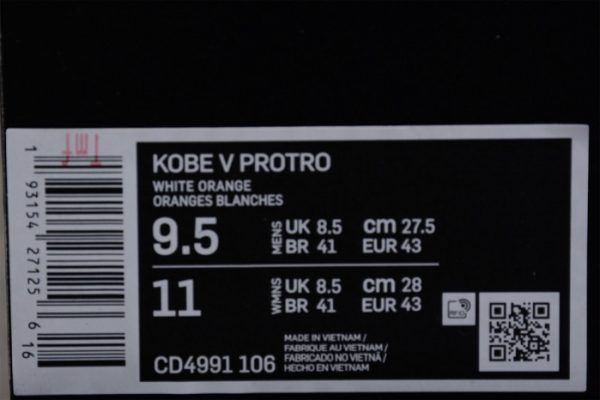 Tmf
1 93154 27125 6 16
KOBE V PROTRO
WHITE ORANGE
ORANGES BLANCHES
9.5 MENS UK 8.5 cm 27.5
BR 41 EUR 43
11 WMNS UK 8.5 cm 28
BR 41 EUR 43
RFID
CD4991 106
MADE IN VIETNAM /
FABRIQUE AU VIETNAM /
FABRICADO NO VIETNÃ /
HECHO EN VIETNAM